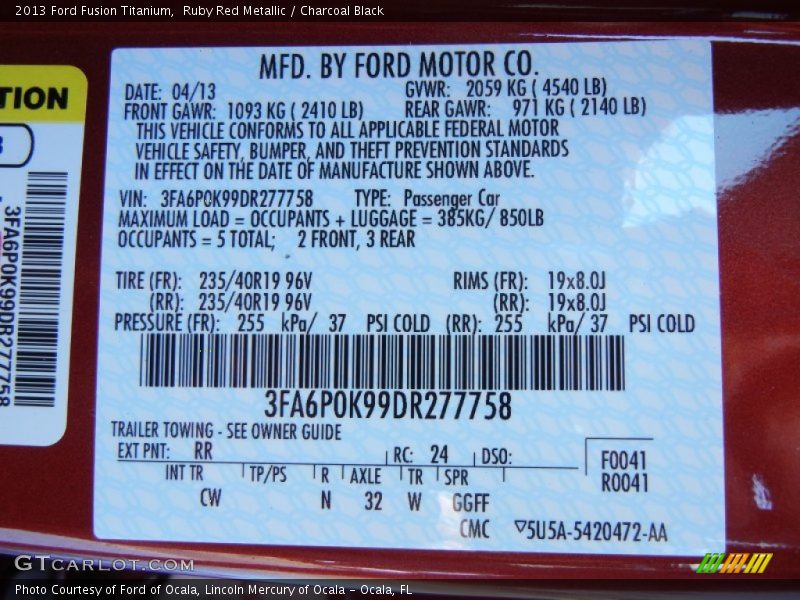 2013 Ford Fusion Titanium,  Ruby Red Metallic / Charcoal Black
MFD. BY FORD MOTOR CO.
DATE: 04/13 GVWR: 2059 KG ( 4540 LB)
FRONT GAWR: 1093 KG ( 2410 LB) REAR GAWR: 971 KG ( 2140 LB)
THIS VEHICLE CONFORMS TO ALL APPLICABLE FEDERAL MOTOR
VEHICLE SAFETY, BUMPER, AND THEFT PREVENTION STANDARDS
IN EFFECT ON THE DATE OF MANUFACTURE SHOWN ABOVE.
VIN: 3FA6P0K99DR277758 TYPE: Passenger Car
MAXIMUM LOAD = OCCUPANTS + LUGGAGE = 385KG/ 850LB
OCCUPANTS = 5 TOTAL; 2 FRONT, 3 REAR
TIRE (FR): 235/40R19 96V RIMS (FR): 19x8.0J
(RR): 235/40R19 96V (RR): 19x8.0J
PRESSURE (FR): 255 kPa/ 37 PSI COLD (RR): 255 kPa/ 37 PSI COLD
3FA6P0K99DR277758
TRAILER TOWING - SEE OWNER GUIDE
EXT PNT: RR RC: 24 DSO:
INT TR TP/PS R AXLE TR SPR
CW N 32 W GGFF
F0041
R0041
CMC ▽5U5A-5420472-AA
TION
3FA6P0K99DR277758
GTCARLOT.COM
Photo Courtesy of Ford of Ocala, Lincoln Mercury of Ocala – Ocala, FL